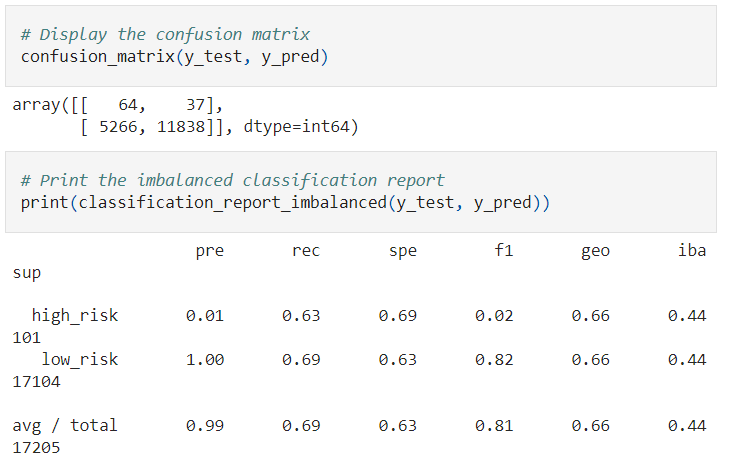 # Display the confusion matrix
confusion_matrix(y_test, y_pred)
array([[   64,    37],
       [ 5266, 11838]], dtype=int64)
# Print the imbalanced classification report
print(classification_report_imbalanced(y_test, y_pred))
                   pre       rec       spe        f1       geo       iba
sup
  high_risk       0.01      0.63      0.69      0.02      0.66      0.44
101
   low_risk       1.00      0.69      0.63      0.82      0.66      0.44
17104
avg / total       0.99      0.69      0.63      0.81      0.66      0.44
17205